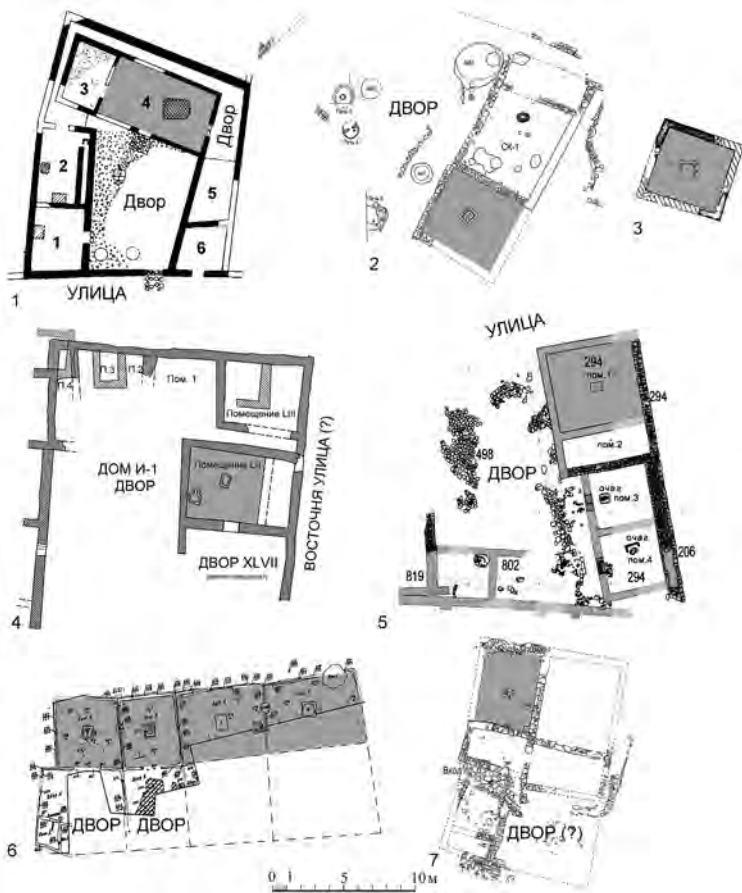 3
4
Двор
2
Двор
5
1
6
УЛИЦА
1
ДВОР
СК-1
2
3
П.4
П.3
П.2
Пом. 1
Помещение LIII
ДОМ И-1
ДВОР
Помещение LII
ДВОР XLVII
ВОСТОЧНЯ УЛИЦА (?)
4
УЛИЦА
294
пом. 1
294
498
ДВОР
пом.2
очаг
пом.3
очаг
пом.4
294
206
819
802
5
ДВОР
ДВОР
6
Вход
ДВОР (?)
7
0 1 5 10 м